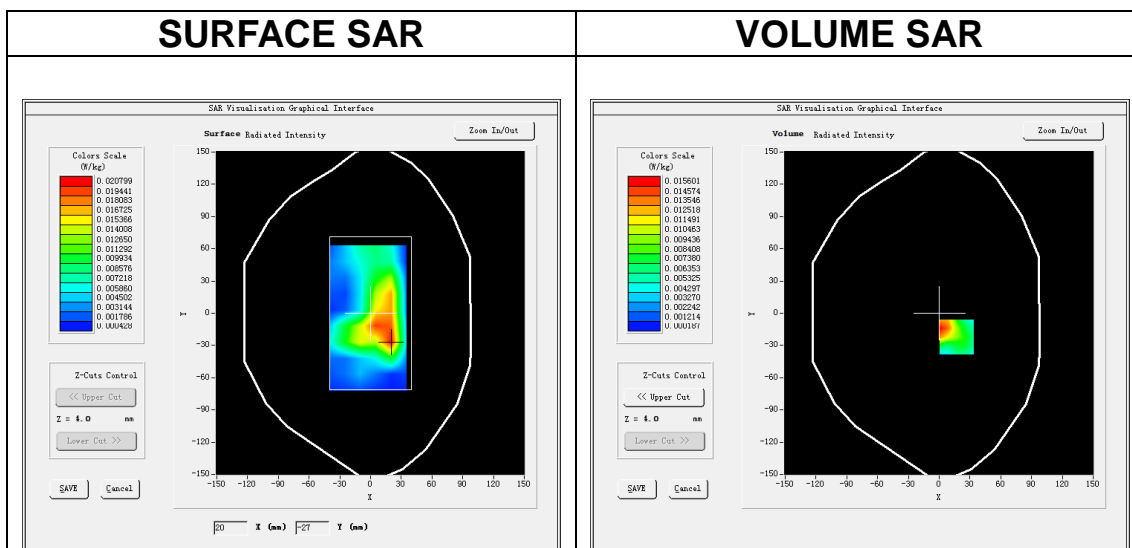 SURFACE SAR
VOLUME SAR
SAR Visualisation Graphical Interface
Surface Radiated Intensity
Zoom In/Out
Colors Scale
(W/kg)
0.020799
0.019441
0.018083
0.016725
0.015366
0.014008
0.012650
0.011292
0.009934
0.008576
0.007218
0.005860
0.004502
0.003144
0.001786
0.000428
150
120
90
60
30
0
-30
-60
-90
-120
-150
Y
-150 -120 -90 -60 -30 0 30 60 90 120 150
X
Z-Cuts Control
<< Upper Cut
Z = 4.0 mm
Lower Cut >>
SAVE Cancel
20 X (mm) -27 Y (mm)
SAR Visualisation Graphical Interface
Volume Radiated Intensity
Zoom In/Out
Colors Scale
(W/kg)
0.015601
0.014574
0.013546
0.012518
0.011491
0.010463
0.009436
0.008408
0.007380
0.006353
0.005325
0.004297
0.003270
0.002242
0.001214
0.000187
150
120
90
60
30
0
-30
-60
-90
-120
-150
Y
-150 -120 -90 -60 -30 0 30 60 90 120 150
X
Z-Cuts Control
<< Upper Cut
Z = 4.0 mm
Lower Cut >>
SAVE Cancel